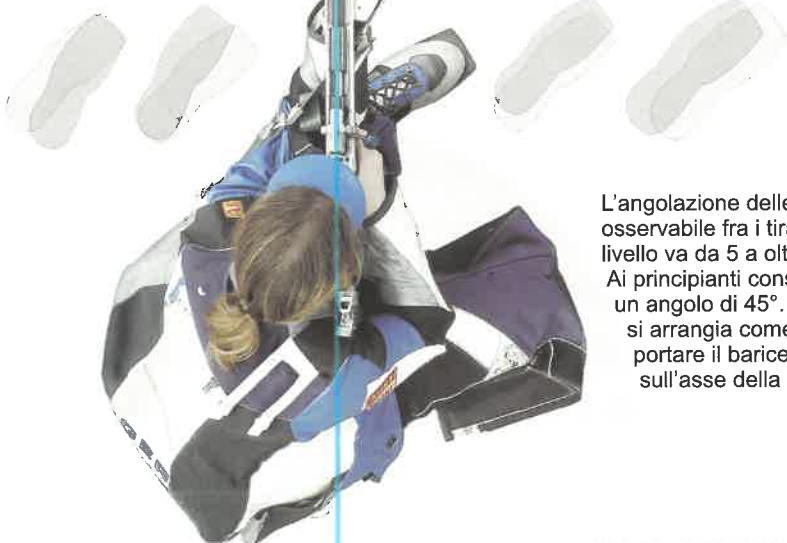 L'angolazione delle
osservabile fra i tira
livello va da 5 a olt
Ai principianti cons
un angolo di 45°.
si arrangia come
portare il barice
sull'asse della